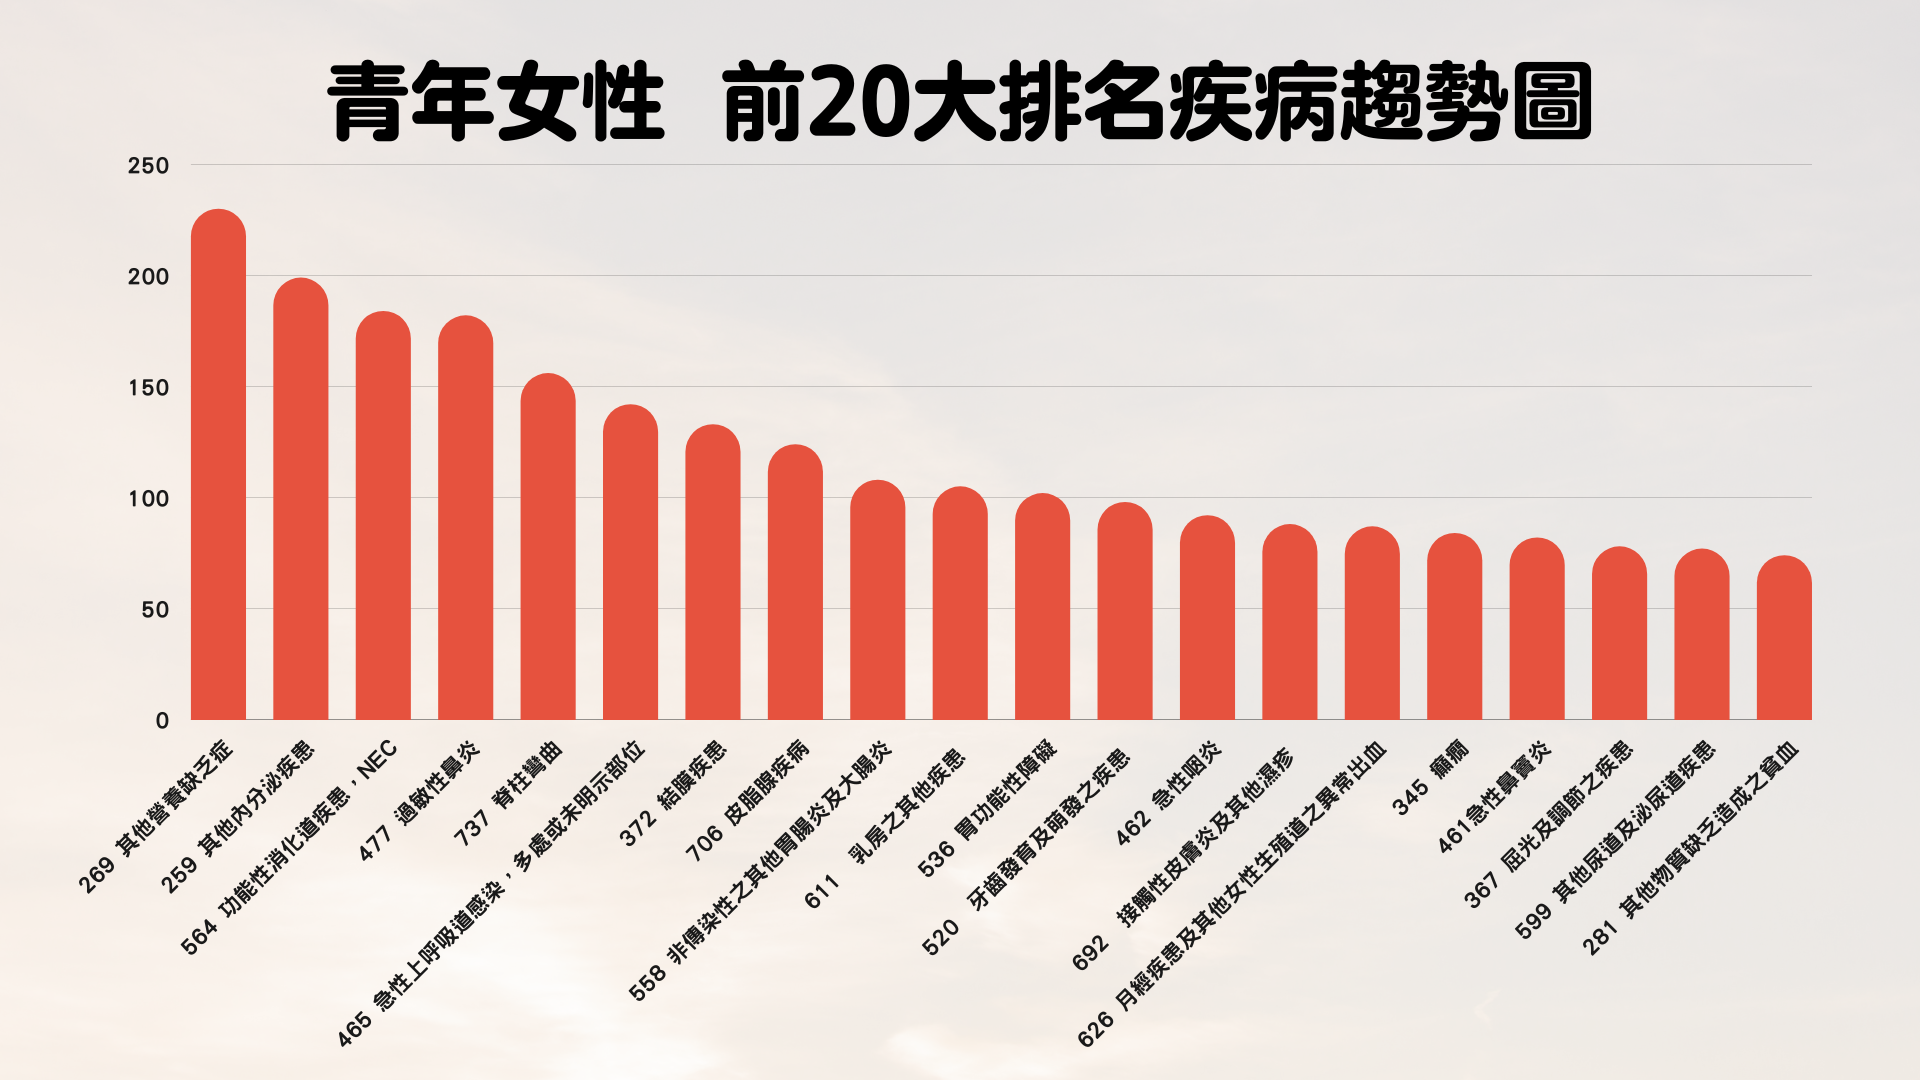 青年女性 前20大排名疾病趨勢圖
250
200
150
100
50
0
269 其他營養缺乏症
259 其他內分泌疾患
564 功能性消化道疾患，NEC
477 過敏性鼻炎
737 脊柱彎曲
465 急性上呼吸道感染，多處或未明示部位
372 結膜疾患
706 皮脂腺疾病
558 非傳染性之其他胃腸炎及大腸炎
611 乳房之其他疾患
536 胃功能性障礙
520 牙齒發育及萌發之疾患
462 急性咽炎
692 接觸性皮膚炎及其他濕疹
626 月經疾患及其他女性生殖道之異常出血
345 癲癇
461急性鼻竇炎
367 屈光及調節之疾患
599 其他尿道及泌尿道疾患
281 其他物質缺乏造成之貧血